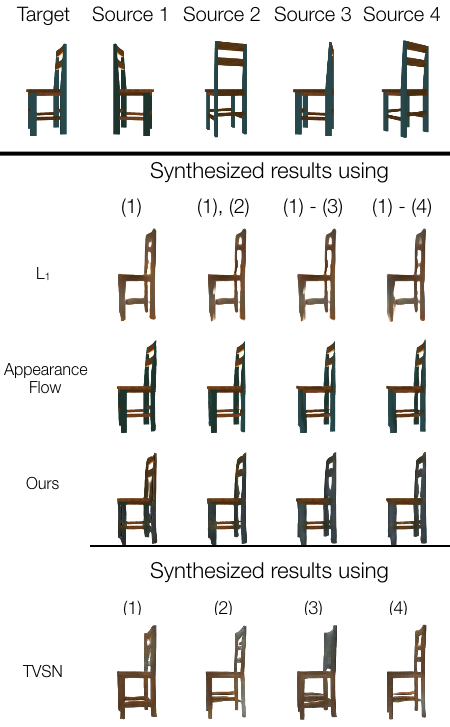 Target Source 1 Source 2 Source 3 Source 4
Synthesized results using
(1) (1), (2) (1) - (3) (1) - (4)
L₁
Appearance
Flow
Ours
Synthesized results using
(1) (2) (3) (4)
TVSN